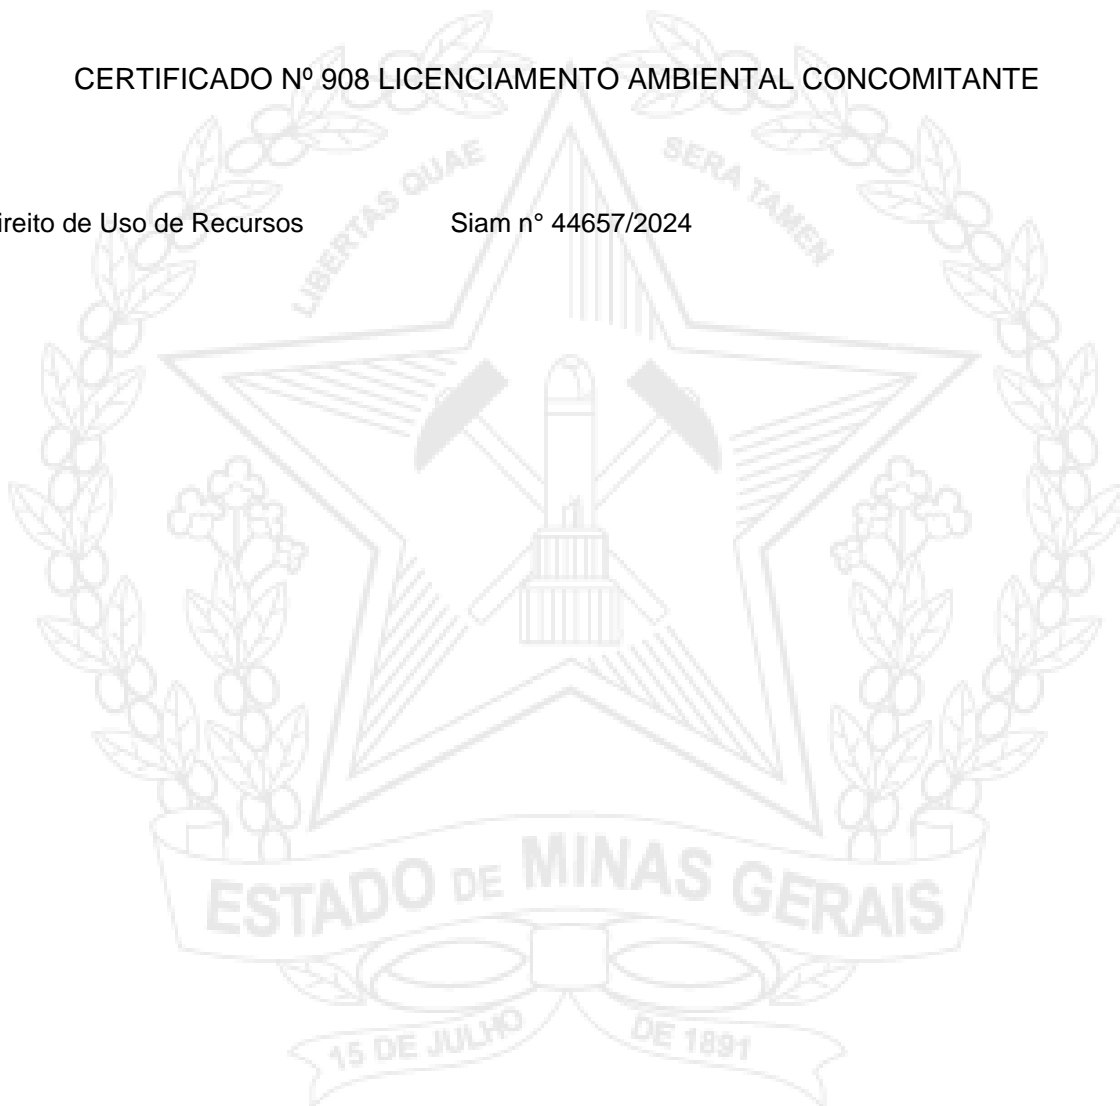 CERTIFICADO Nº 908 LICENCIAMENTO AMBIENTAL CONCOMITANTE
LIBERTAS QUAE SERA TAMEN
ireito de Uso de Recursos Siam n° 44657/2024
ESTADO DE MINAS GERAIS
15 DE JULHO DE 1891